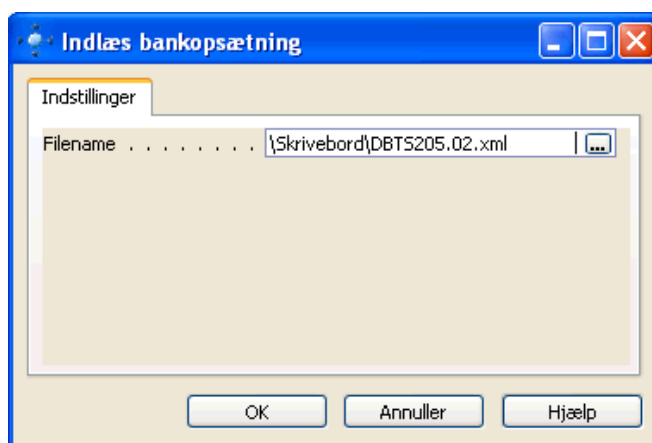 Indlæs bankopsætning
Indstillinger
Filename . . . . . . . . \Skrivebord\DBTS205.02.xml ...
OK Annuller Hjælp